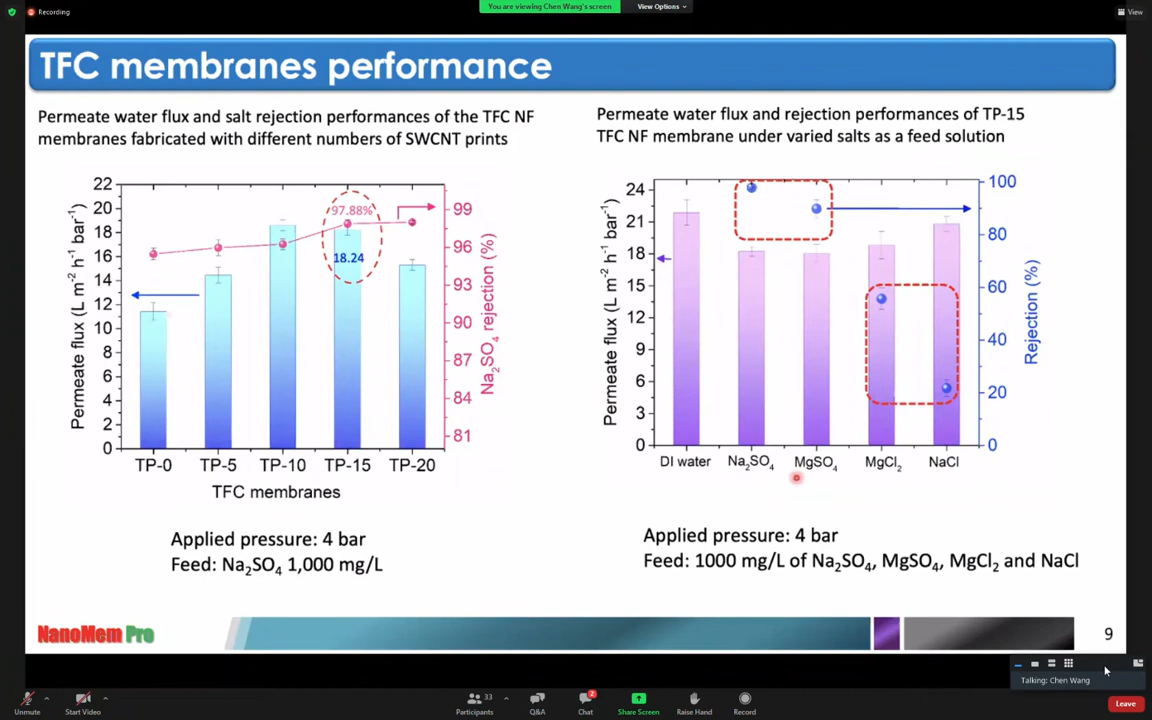 Recording
You are viewing Chen Wang's screen
View Options
View
TFC membranes performance
Permeate water flux and salt rejection performances of the TFC NF
membranes fabricated with different numbers of SWCNT prints
22
20
18
16
14
12
10
8
6
4
2
0
Permeate flux (L m⁻² h⁻¹ bar⁻¹)
97.88%
18.24
99
96
93
90
87
84
81
Na₂SO₄ rejection (%)
TP-0 TP-5 TP-10 TP-15 TP-20
TFC membranes
Applied pressure: 4 bar
Feed: Na₂SO₄ 1,000 mg/L
Permeate water flux and rejection performances of TP-15
TFC NF membrane under varied salts as a feed solution
24
21
18
15
12
9
6
3
0
Permeate flux (L m⁻² h⁻¹ bar⁻¹)
100
80
60
40
20
0
Rejection (%)
DI water Na₂SO₄ MgSO₄ MgCl₂ NaCl
Applied pressure: 4 bar
Feed: 1000 mg/L of Na₂SO₄, MgSO₄, MgCl₂ and NaCl
NanoMem Pro
9
Talking: Chen Wang
Unmute
Start Video
33
Participants
Q&A
2
Chat
Share Screen
Raise Hand
Record
Leave